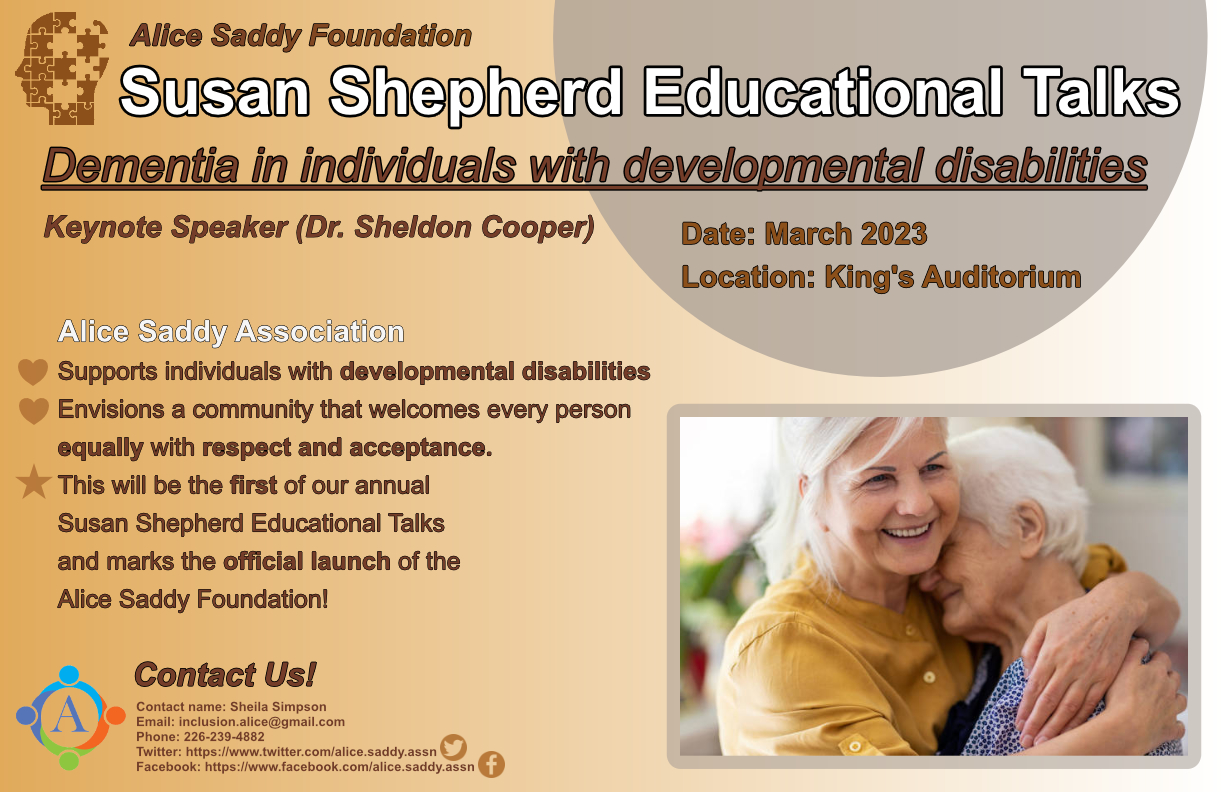 Alice Saddy Foundation
Susan Shepherd Educational Talks
Dementia in individuals with developmental disabilities
Keynote Speaker (Dr. Sheldon Cooper)
Date: March 2023
Location: King's Auditorium
Alice Saddy Association
Supports individuals with developmental disabilities
Envisions a community that welcomes every person
equally with respect and acceptance.
This will be the first of our annual
Susan Shepherd Educational Talks
and marks the official launch of the
Alice Saddy Foundation!
Contact Us!
A
Contact name: Sheila Simpson
Email: inclusion.alice@gmail.com
Phone: 226-239-4882
Twitter: https://www.twitter.com/alice.saddy.assn
Facebook: https://www.facebook.com/alice.saddy.assn